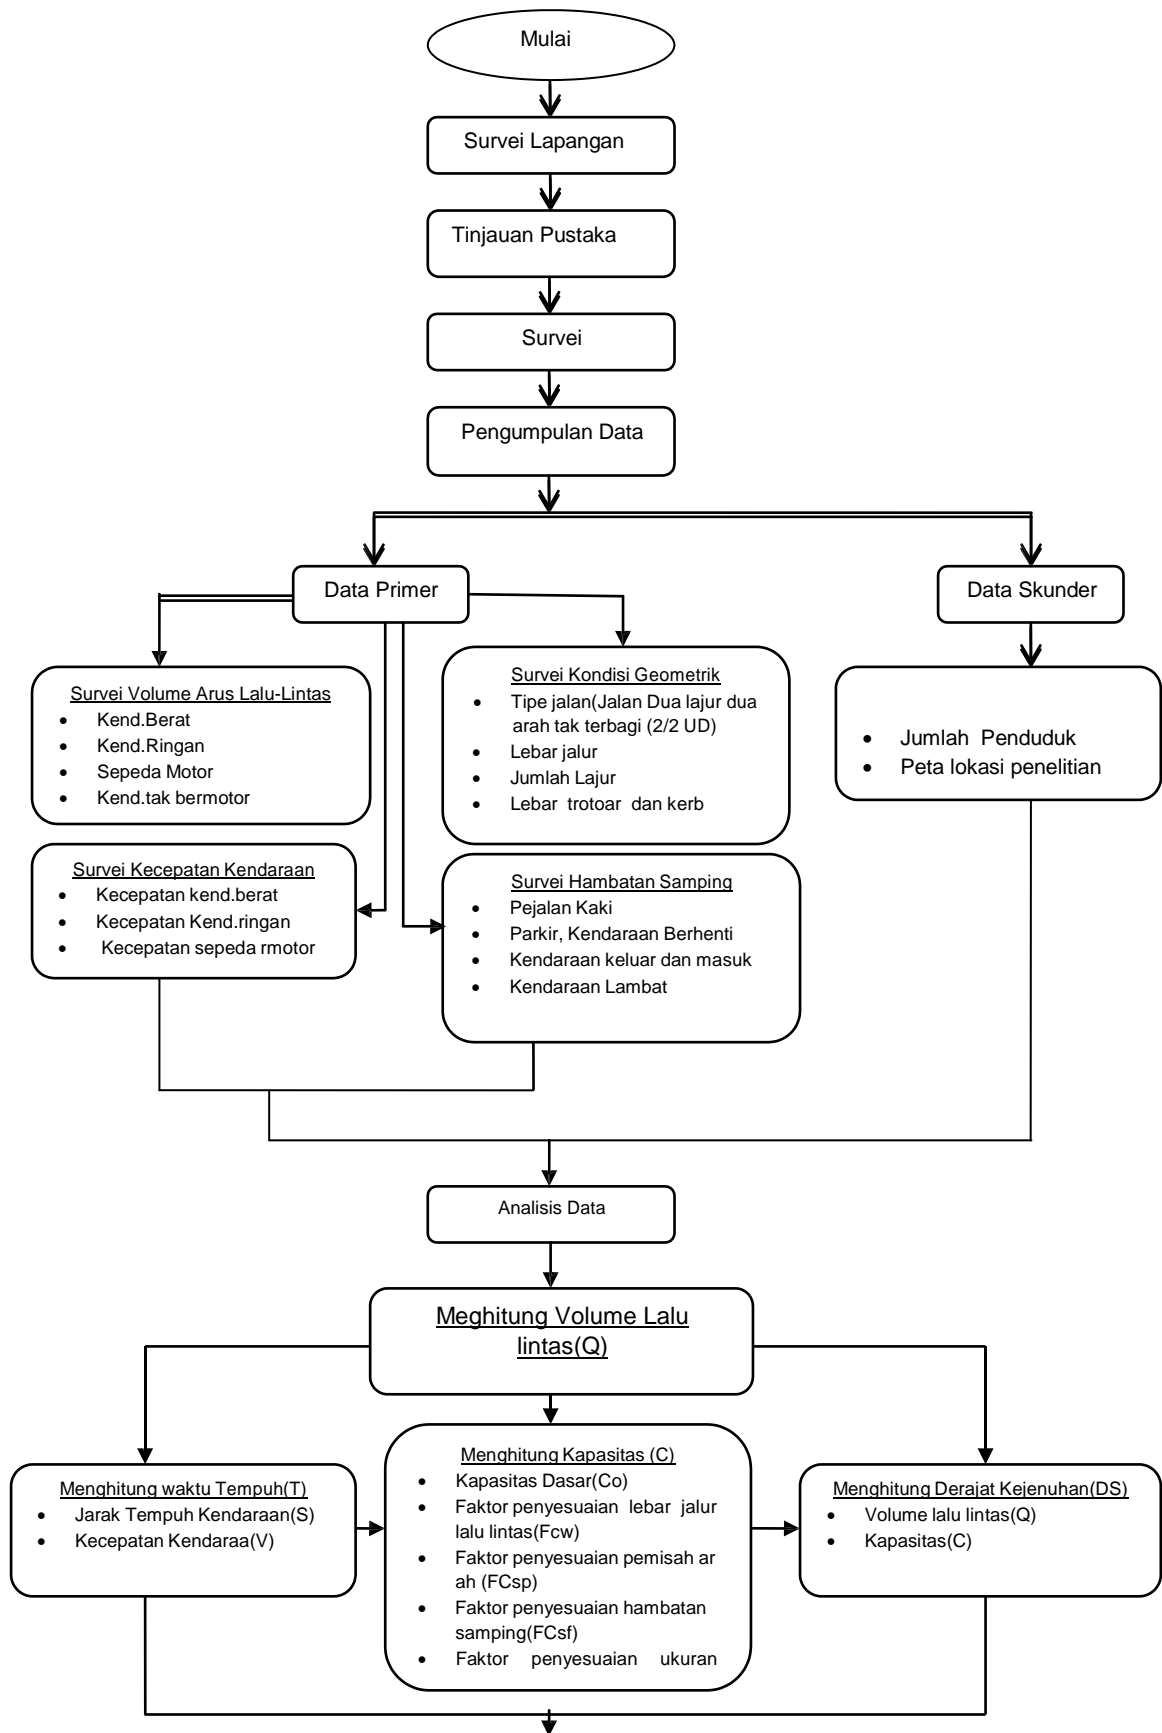 Mulai
Survei Lapangan
Tinjauan Pustaka
Survei
Pengumpulan Data
Data Primer
Data Skunder
Survei Volume Arus Lalu-Lintas
• Kend.Berat
• Kend.Ringan
• Sepeda Motor
• Kend.tak bermotor
Survei Kondisi Geometrik
• Tipe jalan(Jalan Dua lajur dua
arah tak terbagi (2/2 UD)
• Lebar jalur
• Jumlah Lajur
• Lebar trotoar dan kerb
• Jumlah Penduduk
• Peta lokasi penelitian
Survei Kecepatan Kendaraan
• Kecepatan kend.berat
• Kecepatan Kend.ringan
• Kecepatan sepeda rmotor
Survei Hambatan Samping
• Pejalan Kaki
• Parkir, Kendaraan Berhenti
• Kendaraan keluar dan masuk
• Kendaraan Lambat
Analisis Data
Meghitung Volume Lalu
lintas(Q)
Menghitung waktu Tempuh(T)
• Jarak Tempuh Kendaraan(S)
• Kecepatan Kendaraa(V)
Menghitung Kapasitas (C)
• Kapasitas Dasar(Co)
• Faktor penyesuaian lebar jalur
lalu lintas(Fcw)
• Faktor penyesuaian pemisah ar
ah (FCsp)
• Faktor penyesuaian hambatan
samping(FCsf)
• Faktor penyesuaian ukuran
Menghitung Derajat Kejenuhan(DS)
• Volume lalu lintas(Q)
• Kapasitas(C)